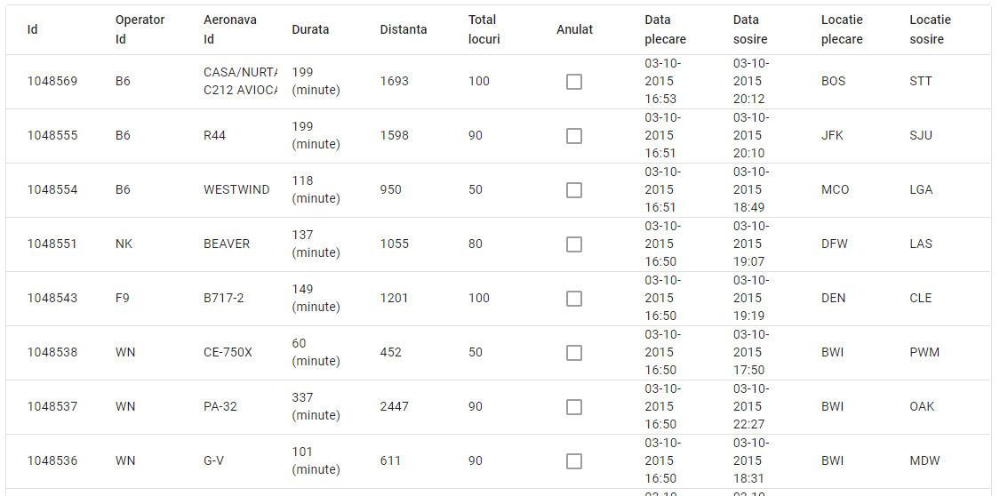 Id Operator Id Aeronava Id Durata Distanta Total locuri Anulat Data plecare Data sosire Locatie plecare Locatie sosire
1048569 B6 CASA/NURTA C212 AVIOCA 199 (minute) 1693 100 03-10-2015 16:53 03-10-2015 20:12 BOS STT
1048555 B6 R44 199 (minute) 1598 90 03-10-2015 16:51 03-10-2015 20:10 JFK SJU
1048554 B6 WESTWIND 118 (minute) 950 50 03-10-2015 16:51 03-10-2015 18:49 MCO LGA
1048551 NK BEAVER 137 (minute) 1055 80 03-10-2015 16:50 03-10-2015 19:07 DFW LAS
1048543 F9 B717-2 149 (minute) 1201 100 03-10-2015 16:50 03-10-2015 19:19 DEN CLE
1048538 WN CE-750X 60 (minute) 452 50 03-10-2015 16:50 03-10-2015 17:50 BWI PWM
1048537 WN PA-32 337 (minute) 2447 90 03-10-2015 16:50 03-10-2015 22:27 BWI OAK
1048536 WN G-V 101 (minute) 611 90 03-10-2015 16:50 03-10-2015 18:31 BWI MDW